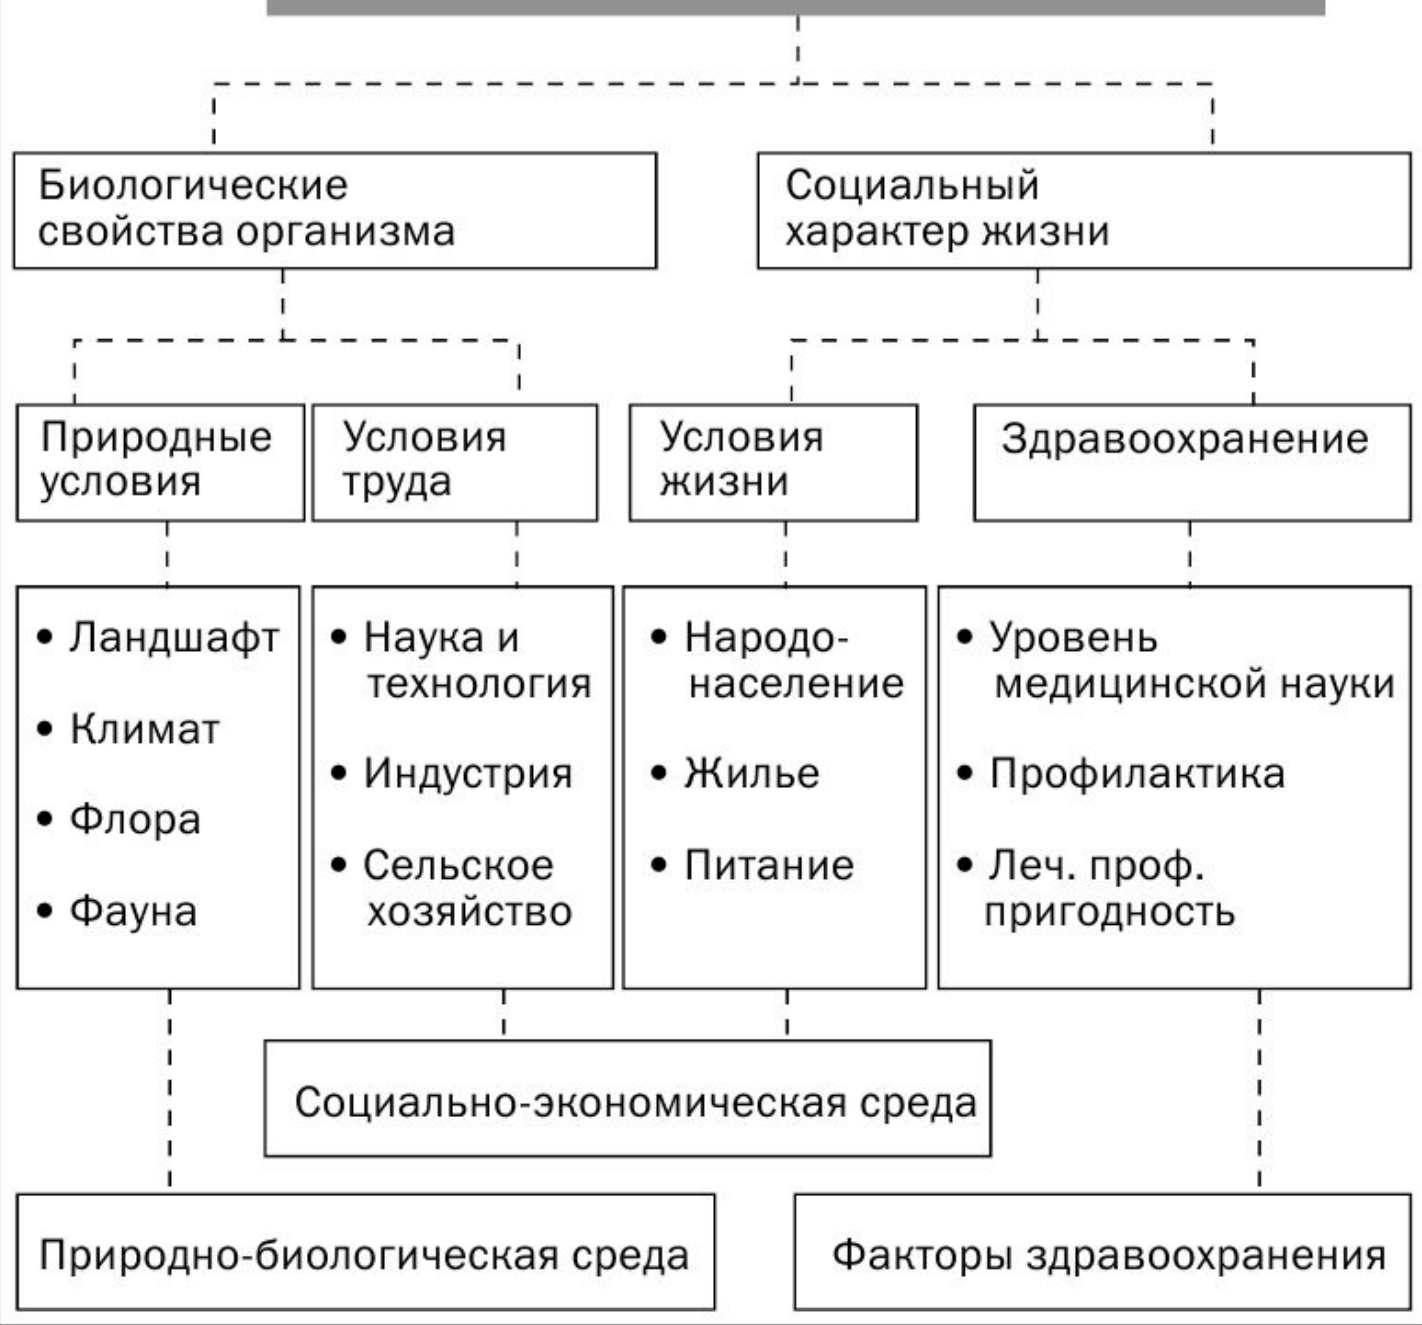 Биологические
свойства организма
Социальный
характер жизни
Природные
условия
Условия
труда
Условия
жизни
Здравоохранение
• Ландшафт
• Климат
• Флора
• Фауна
• Наука и
технология
• Индустрия
• Сельское
хозяйство
• Народо-
население
• Жилье
• Питание
• Уровень
медицинской науки
• Профилактика
• Леч. проф.
пригодность
Социально-экономическая среда
Природно-биологическая среда
Факторы здравоохранения